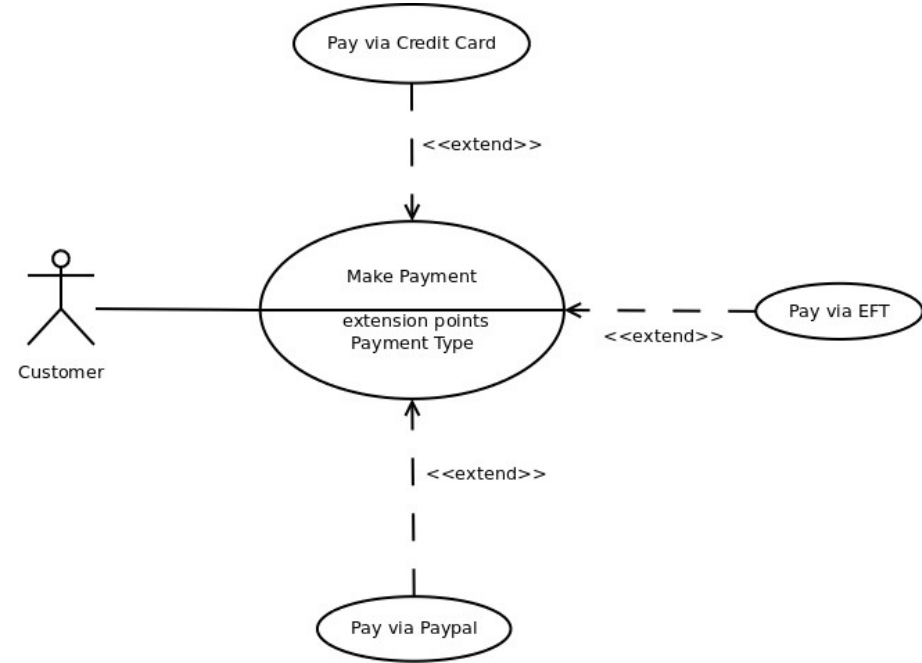 Pay via Credit Card
<<extend>>
Make Payment
extension points
Payment Type
Pay via EFT
<<extend>>
Customer
<<extend>>
Pay via Paypal